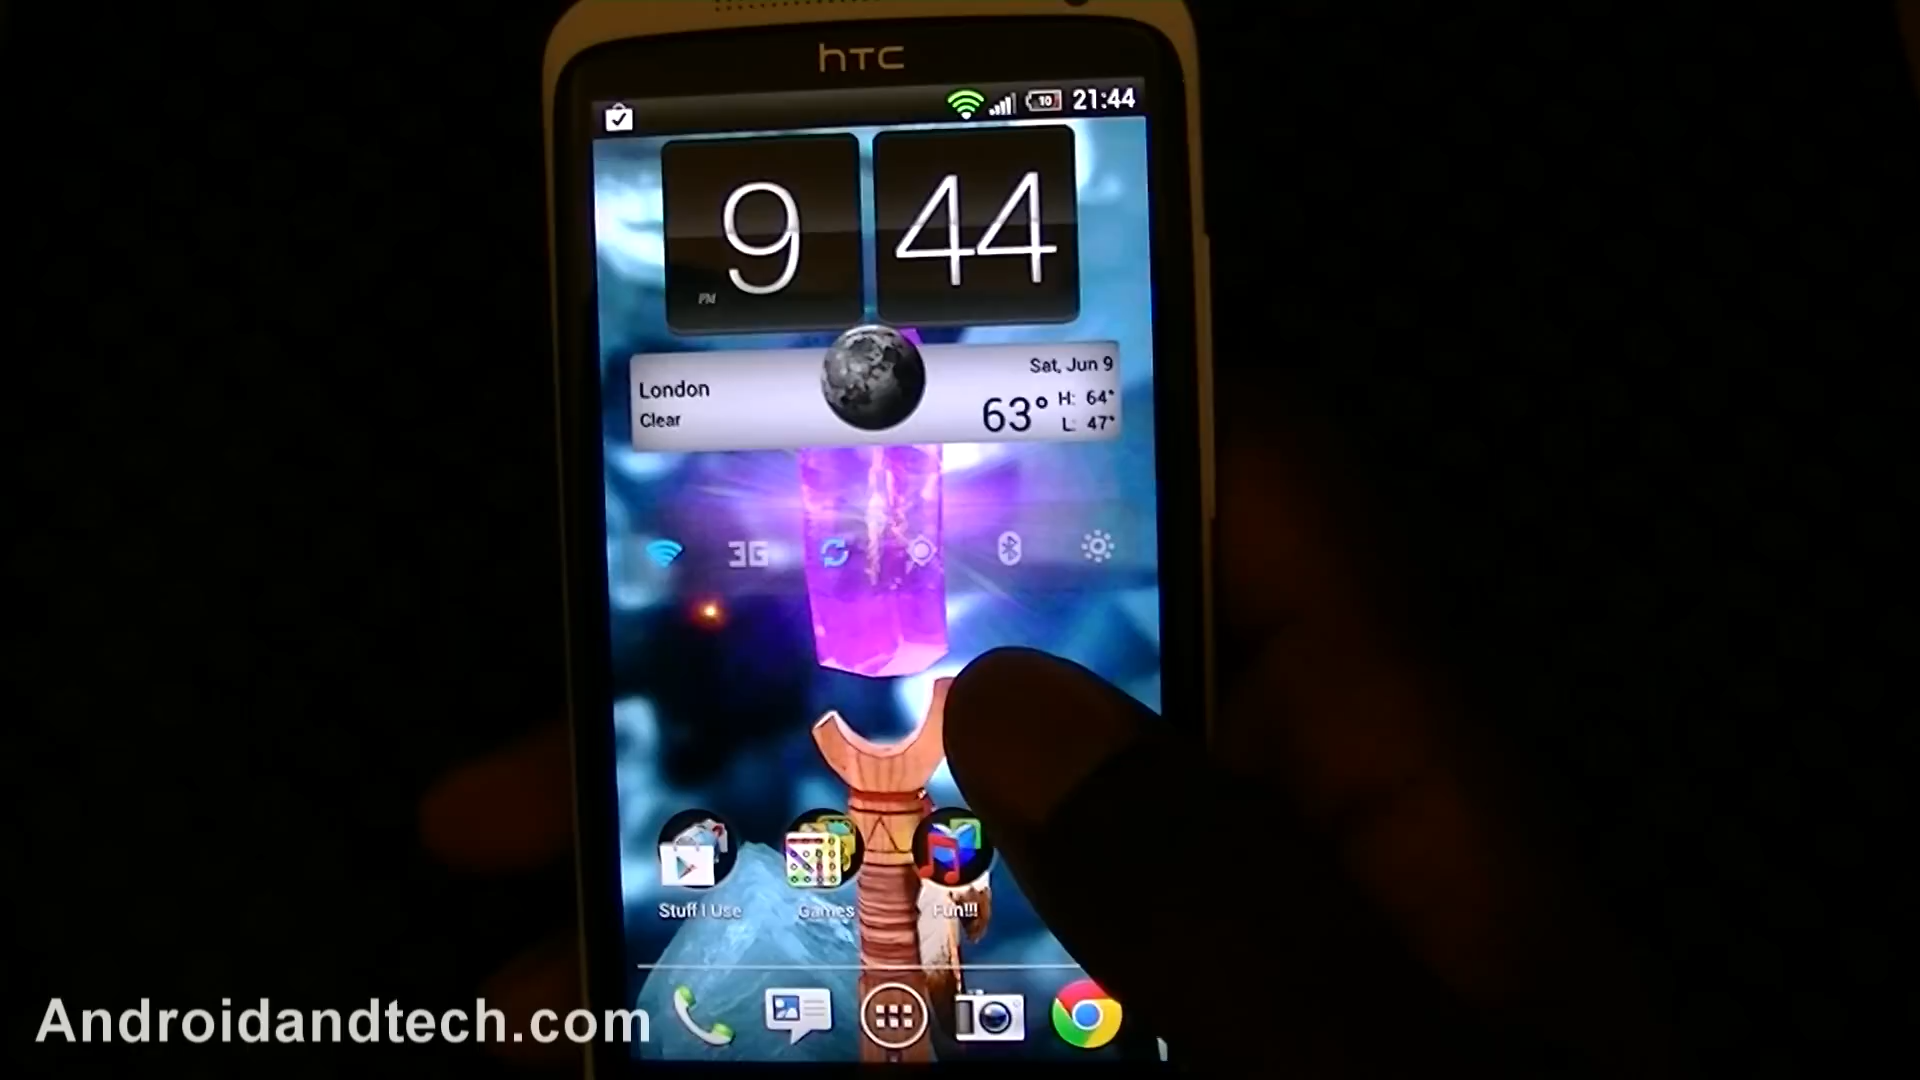 hTC
10 21:44
9 44
PM
London
Clear
Sat, Jun 9
63° H: 64°
L: 47°
3G
Stuff I Use Games Fun!!!
Androidandtech.com